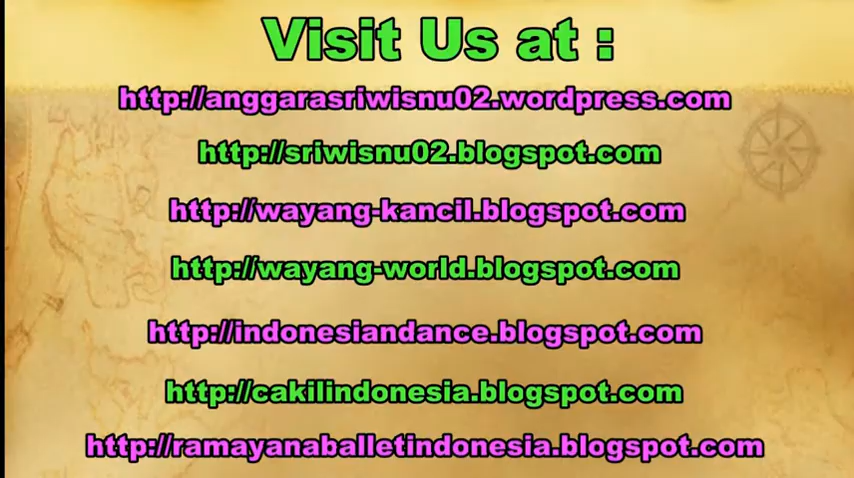 Visit Us at :
http://anggarasriwisnu02.wordpress.com
http://sriwisnu02.blogspot.com
http://wayang-kancil.blogspot.com
http://wayang-world.blogspot.com
http://indonesiandance.blogspot.com
http://cakilindonesia.blogspot.com
http://ramayanaballetindonesia.blogspot.com